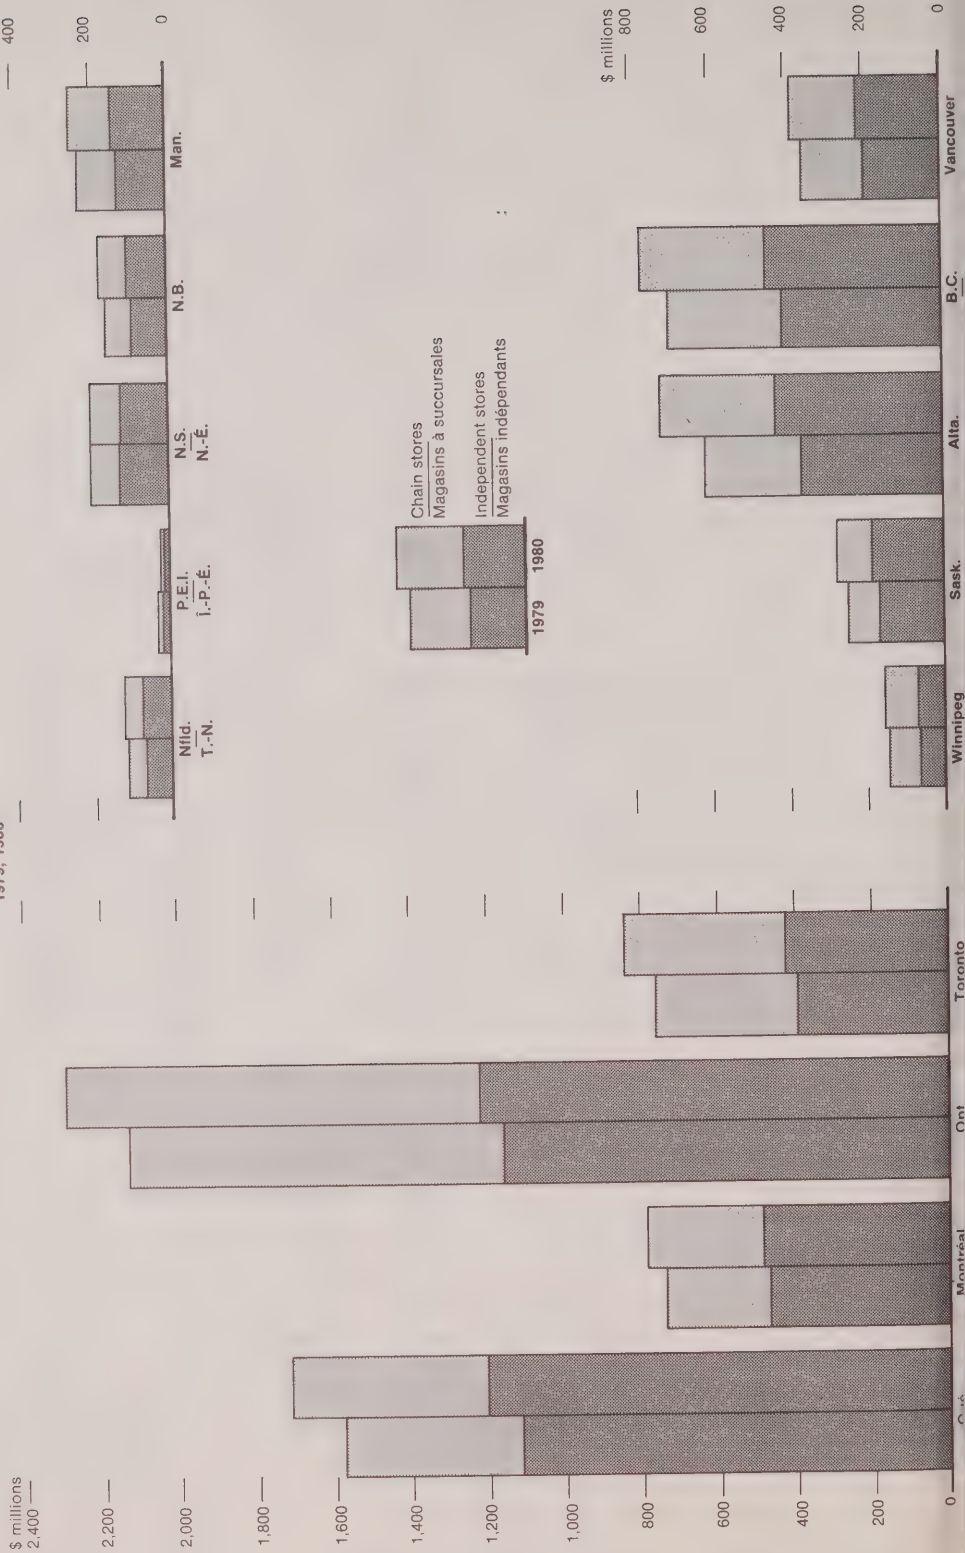 400
200
0
Man.
N.B.
N.S.
N.-É.
P.E.I.
Î.-P.-É.
Nfld.
T.-N.
Chain stores
Magasins à succursales
Independent stores
Magasins indépendants
1979
1980
$ millions
800
600
400
200
0
Vancouver
B.C.
Alta.
Sask.
Winnipeg
1979, 1980
$ millions
2,400
2,200
2,000
1,800
1,600
1,400
1,200
1,000
800
600
400
200
0
Montréal
Ont
Toronto